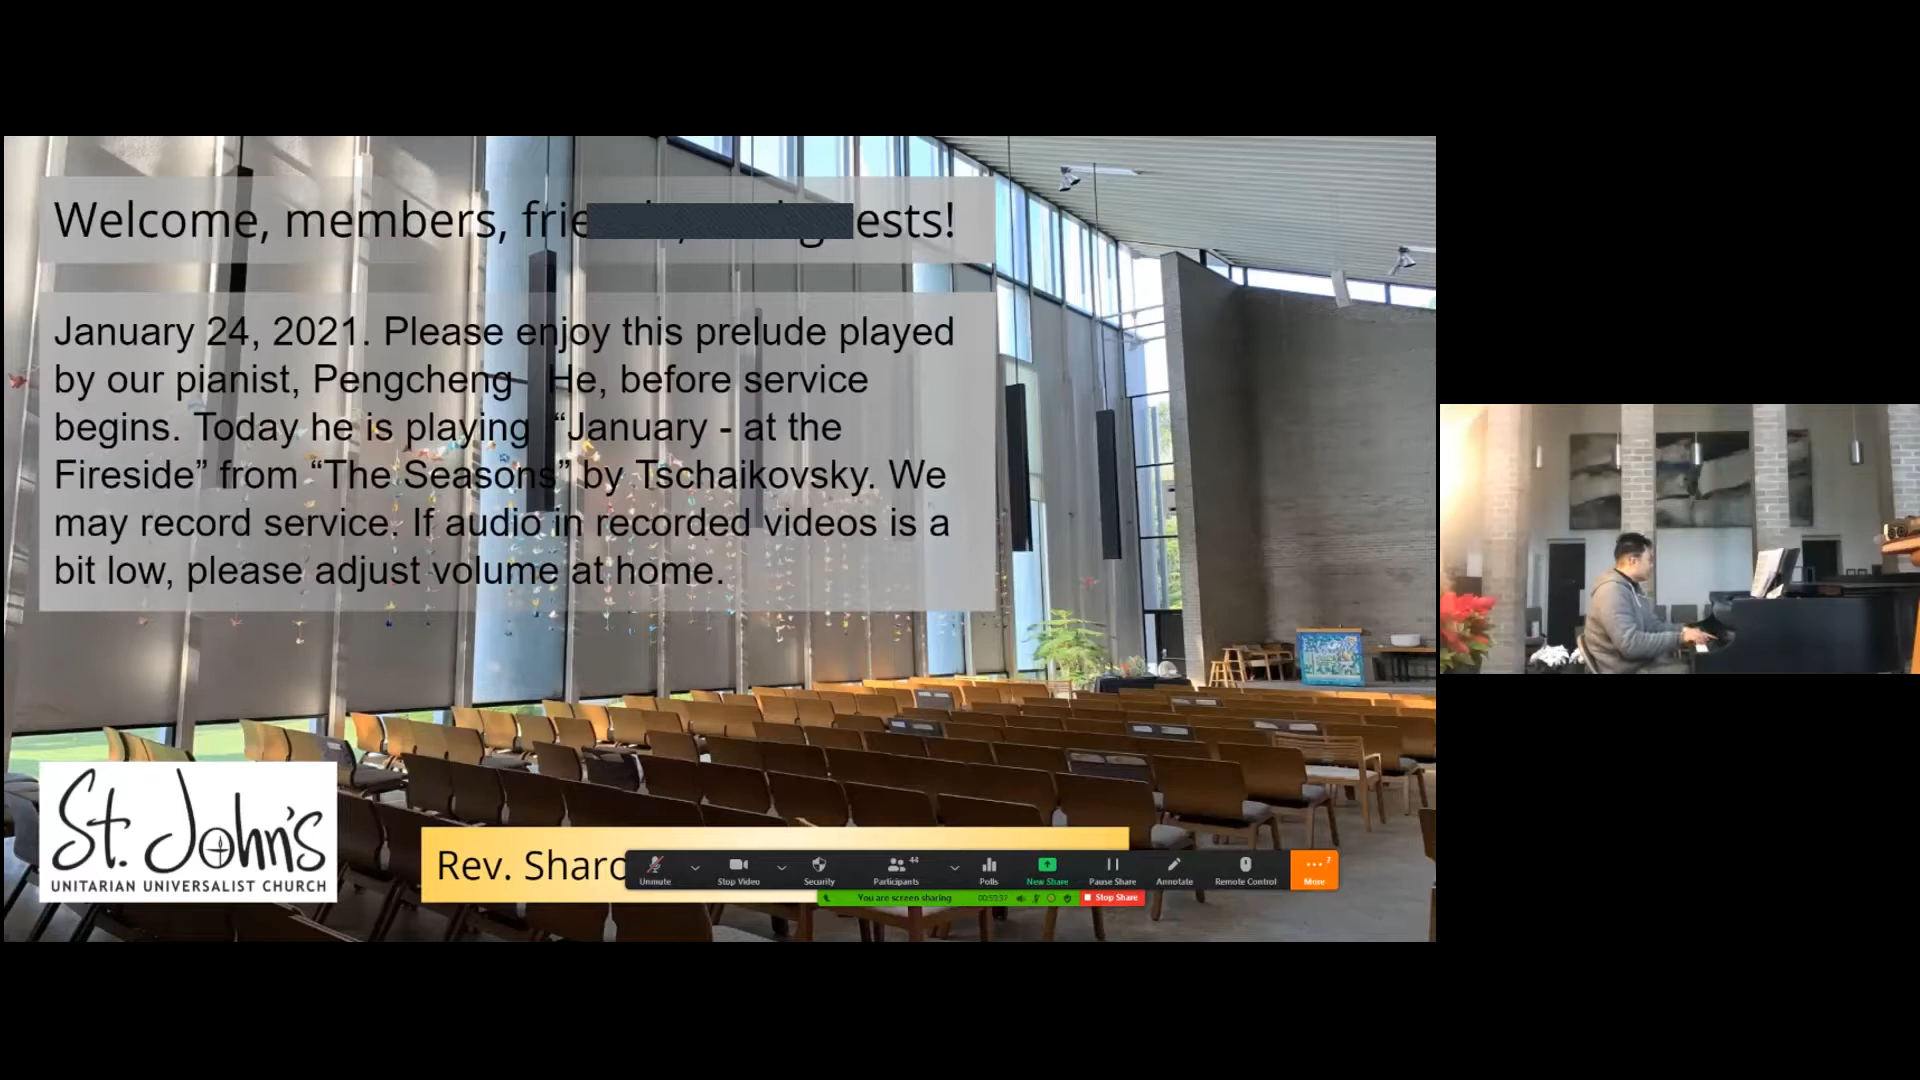 Welcome, members, ests!
January 24, 2021. Please enjoy this prelude played
by our pianist, Pengcheng He, before service
begins. Today he is playing “January - at the
Fireside” from “The Seasons” by Tschaikovsky. We
may record service. If audio in recorded videos is a
bit low, please adjust volume at home.
St. John's
UNITARIAN UNIVERSALIST CHURCH
Rev.
Unmute
Stop Video
Security
44
Participants
Polls
New Share
Pause Share
Annotate
Remote Control
7
More
You are screen sharing
Stop Share